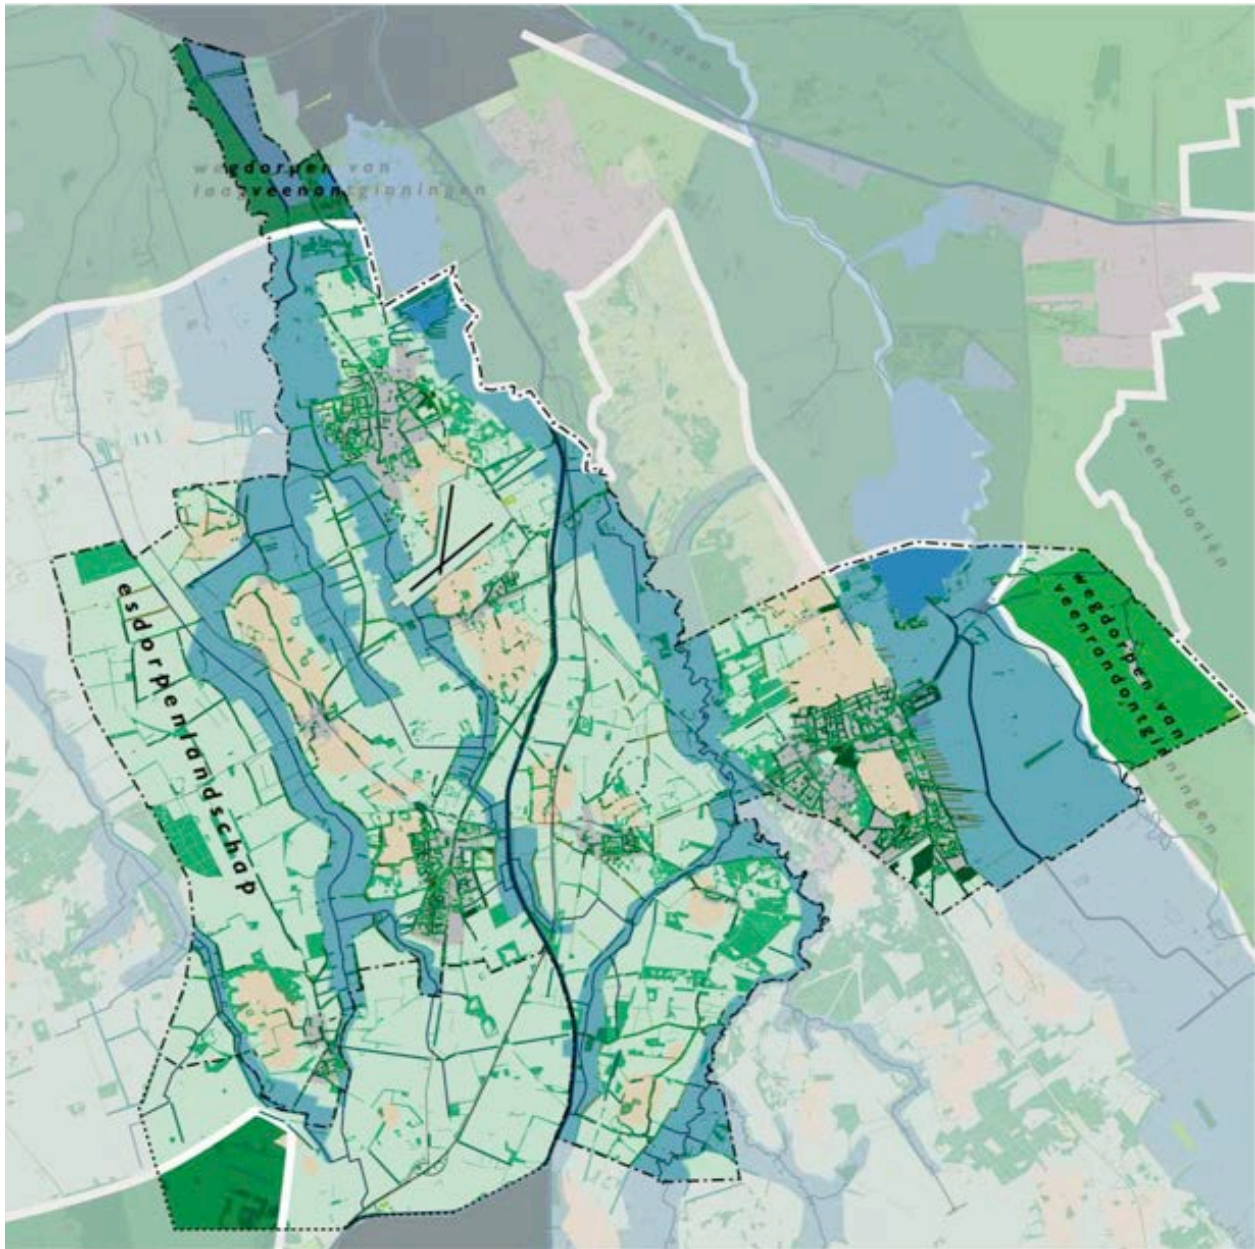 wierden
wegdorpen van
laagveenontginningen
veenkoloniën
esdorpenlandschap
wegdorpen van
veenrandontginningen